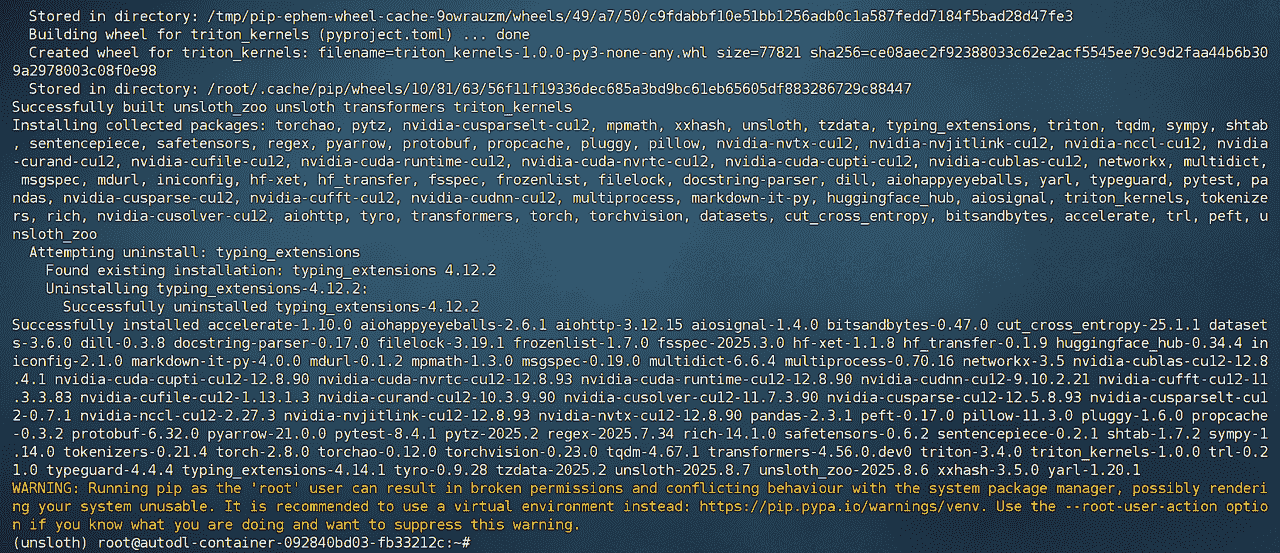 Stored in directory: /tmp/pip-ephem-wheel-cache-9owrauzm/wheels/49/a7/50/c9fdabbf10e51bb1256adb0c1a587fedd7184f5bad28d47fe3
  Building wheel for triton_kernels (pyproject.toml) ... done
  Created wheel for triton_kernels: filename=triton_kernels-1.0.0-py3-none-any.whl size=77821 sha256=ce08aec2f92388033c62e2acf5545ee79c9d2faa44b6b30
9a2978003c08f0e98
  Stored in directory: /root/.cache/pip/wheels/10/81/63/56f11f19336dec685a3bd9bc61eb65605df883286729c88447
Successfully built unsloth_zoo unsloth transformers triton_kernels
Installing collected packages: torchao, pytz, nvidia-cusparselt-cu12, mpmath, xxhash, unsloth, tzdata, typing_extensions, triton, tqdm, sympy, shtab
, sentencepiece, safetensors, regex, pyarrow, protobuf, propcache, pluggy, pillow, nvidia-nvtx-cu12, nvidia-nvjitlink-cu12, nvidia-nccl-cu12, nvidia
-curand-cu12, nvidia-cufile-cu12, nvidia-cuda-runtime-cu12, nvidia-cuda-nvrtc-cu12, nvidia-cuda-cupti-cu12, nvidia-cublas-cu12, networkx, multidict,
 msgspec, mdurl, iniconfig, hf-xet, hf_transfer, fsspec, frozenlist, filelock, docstring-parser, dill, aiohappyeyeballs, yarl, typeguard, pytest, pa
ndas, nvidia-cusparse-cu12, nvidia-cufft-cu12, nvidia-cudnn-cu12, multiprocess, markdown-it-py, huggingface_hub, aiosignal, triton_kernels, tokenize
rs, rich, nvidia-cusolver-cu12, aiohttp, tyro, transformers, torch, torchvision, datasets, cut_cross_entropy, bitsandbytes, accelerate, trl, peft, u
nsloth_zoo
  Attempting uninstall: typing_extensions
    Found existing installation: typing_extensions 4.12.2
    Uninstalling typing_extensions-4.12.2:
      Successfully uninstalled typing_extensions-4.12.2
Successfully installed accelerate-1.10.0 aiohappyeyeballs-2.6.1 aiohttp-3.12.15 aiosignal-1.4.0 bitsandbytes-0.47.0 cut_cross_entropy-25.1.1 dataset
s-3.6.0 dill-0.3.8 docstring-parser-0.17.0 filelock-3.19.1 frozenlist-1.7.0 fsspec-2025.3.0 hf-xet-1.1.8 hf_transfer-0.1.9 huggingface_hub-0.34.4 in
iconfig-2.1.0 markdown-it-py-4.0.0 mdurl-0.1.2 mpmath-1.3.0 msgspec-0.19.0 multidict-6.6.4 multiprocess-0.70.16 networkx-3.5 nvidia-cublas-cu12-12.8
.4.1 nvidia-cuda-cupti-cu12-12.8.90 nvidia-cuda-nvrtc-cu12-12.8.93 nvidia-cuda-runtime-cu12-12.8.90 nvidia-cudnn-cu12-9.10.2.21 nvidia-cufft-cu12-11
.3.3.83 nvidia-cufile-cu12-1.13.1.3 nvidia-curand-cu12-10.3.9.90 nvidia-cusolver-cu12-11.7.3.90 nvidia-cusparse-cu12-12.5.8.93 nvidia-cusparselt-cu1
2-0.7.1 nvidia-nccl-cu12-2.27.3 nvidia-nvjitlink-cu12-12.8.93 nvidia-nvtx-cu12-12.8.90 pandas-2.3.1 peft-0.17.0 pillow-11.3.0 pluggy-1.6.0 propcache
-0.3.2 protobuf-6.32.0 pyarrow-21.0.0 pytest-8.4.1 pytz-2025.2 regex-2025.7.34 rich-14.1.0 safetensors-0.6.2 sentencepiece-0.2.1 shtab-1.7.2 sympy-1
.14.0 tokenizers-0.21.4 torch-2.8.0 torchao-0.12.0 torchvision-0.23.0 tqdm-4.67.1 transformers-4.56.0.dev0 triton-3.4.0 triton_kernels-1.0.0 trl-0.2
1.0 typeguard-4.4.4 typing_extensions-4.14.1 tyro-0.9.28 tzdata-2025.2 unsloth-2025.8.7 unsloth_zoo-2025.8.6 xxhash-3.5.0 yarl-1.20.1
WARNING: Running pip as the 'root' user can result in broken permissions and conflicting behaviour with the system package manager, possibly renderi
ng your system unusable. It is recommended to use a virtual environment instead: https://pip.pypa.io/warnings/venv. Use the --root-user-action optio
n if you know what you are doing and want to suppress this warning.
(unsloth) root@autodl-container-092840bd03-fb33212c:~#